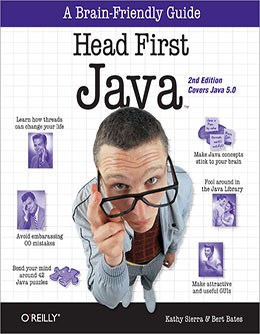 A Brain-Friendly Guide
Head First
Java
™
2nd Edition
Covers Java 5.0
Learn how threads
can change your life
Make Java concepts
stick to your brain
Fool around in
the Java Library
Avoid embarassing
OO mistakes
Bend your mind
around 42
Java puzzles
Make attractive
and useful GUIs
O'REILLY®
Kathy Sierra & Bert Bates